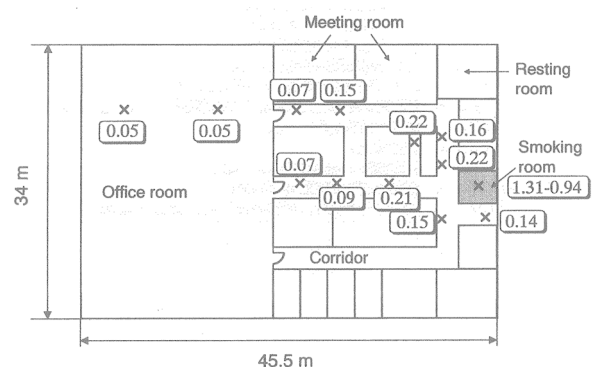 Meeting room
Resting
room
0.07
0.15
0.05
0.05
0.22
0.16
0.22
Smoking
room
0.07
1.31-0.94
34 m
Office room
0.09
0.21
0.15
0.14
Corridor
45.5 m